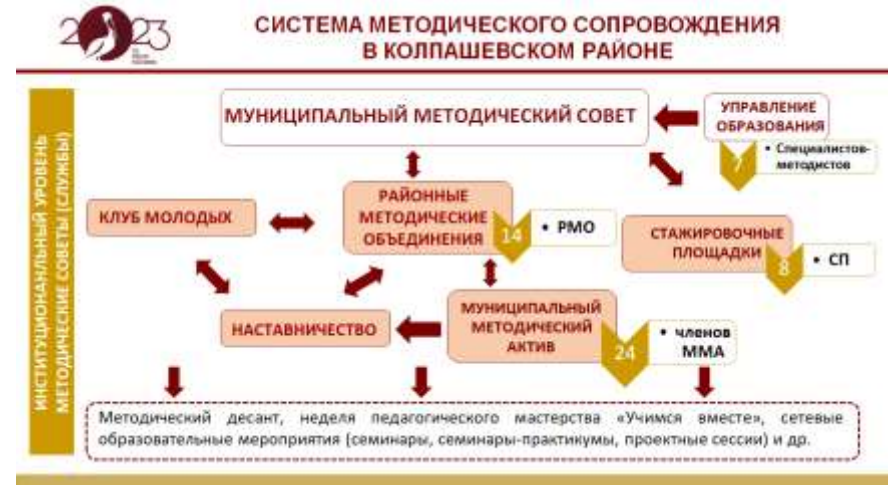 2023
СИСТЕМА МЕТОДИЧЕСКОГО СОПРОВОЖДЕНИЯ
В КОЛПАШЕВСКОМ РАЙОНЕ
ИНСТИТУЦИОНАЛЬНЫЙ УРОВЕНЬ
МЕТОДИЧЕСКИЕ СОВЕТЫ (СЛУЖБЫ)
МУНИЦИПАЛЬНЫЙ МЕТОДИЧЕСКИЙ СОВЕТ
УПРАВЛЕНИЕ
ОБРАЗОВАНИЯ
7
• Специалистов-
методистов
КЛУБ МОЛОДЫХ
РАЙОННЫЕ
МЕТОДИЧЕСКИЕ
ОБЪЕДИНЕНИЯ
14
• РМО
СТАЖИРОВОЧНЫЕ
ПЛОЩАДКИ
8
• СП
НАСТАВНИЧЕСТВО
МУНИЦИПАЛЬНЫЙ
МЕТОДИЧЕСКИЙ
АКТИВ
24
• членов
ММА
Методический десант, неделя педагогического мастерства «Учимся вместе», сетевые
образовательные мероприятия (семинары, семинары-практикумы, проектные сессии) и др.